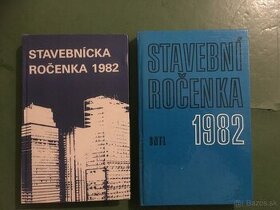 STAVEBNÍCKA
ROČENKA 1982
STAVEBNÍ
ROČENKA
1982
SNTL
bazos.sk